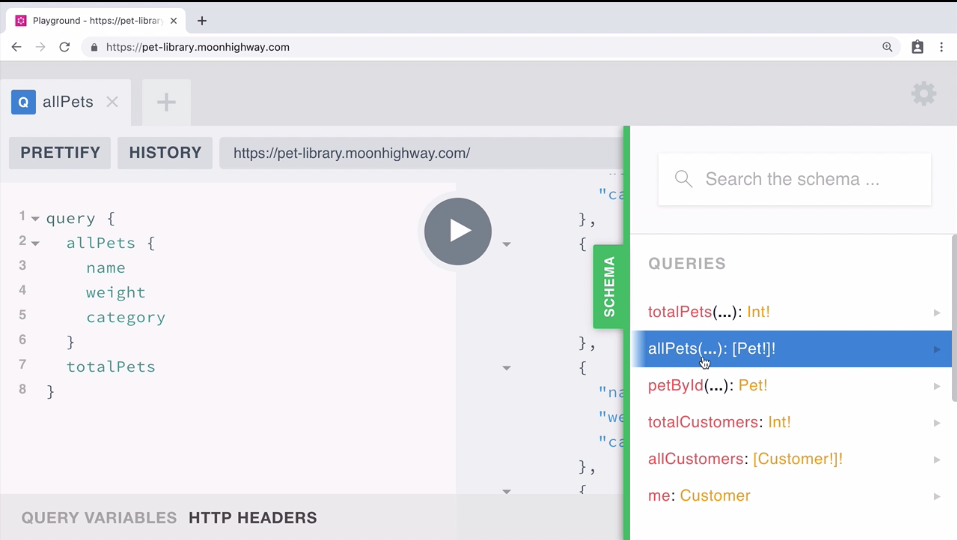 Playground - https://pet-library
https://pet-library.moonhighway.com
Q allPets
PRETTIFY HISTORY https://pet-library.moonhighway.com/
1 query {
2 allPets {
3 name
4 weight
5 category
6 }
7 totalPets
8 }
"ca
},
{
},
{
"na
"we
"ca
},
{
SCHEMA
Search the schema ...
QUERIES
totalPets(...): Int!
allPets(...): [Pet!]!
petById(...): Pet!
totalCustomers: Int!
allCustomers: [Customer!]!
me: Customer
QUERY VARIABLES HTTP HEADERS